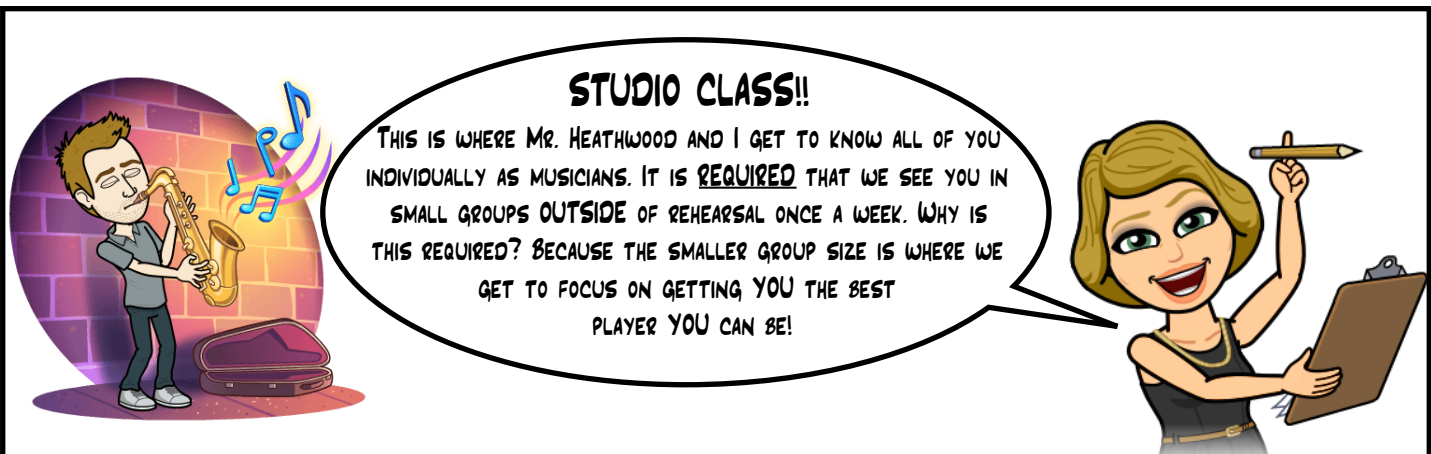 STUDIO CLASS!!
THIS IS WHERE MR. HEATHWOOD AND I GET TO KNOW ALL OF YOU
INDIVIDUALLY AS MUSICIANS. IT IS REQUIRED THAT WE SEE YOU IN
SMALL GROUPS OUTSIDE OF REHEARSAL ONCE A WEEK. WHY IS
THIS REQUIRED? BECAUSE THE SMALLER GROUP SIZE IS WHERE WE
GET TO FOCUS ON GETTING YOU THE BEST
PLAYER YOU CAN BE!